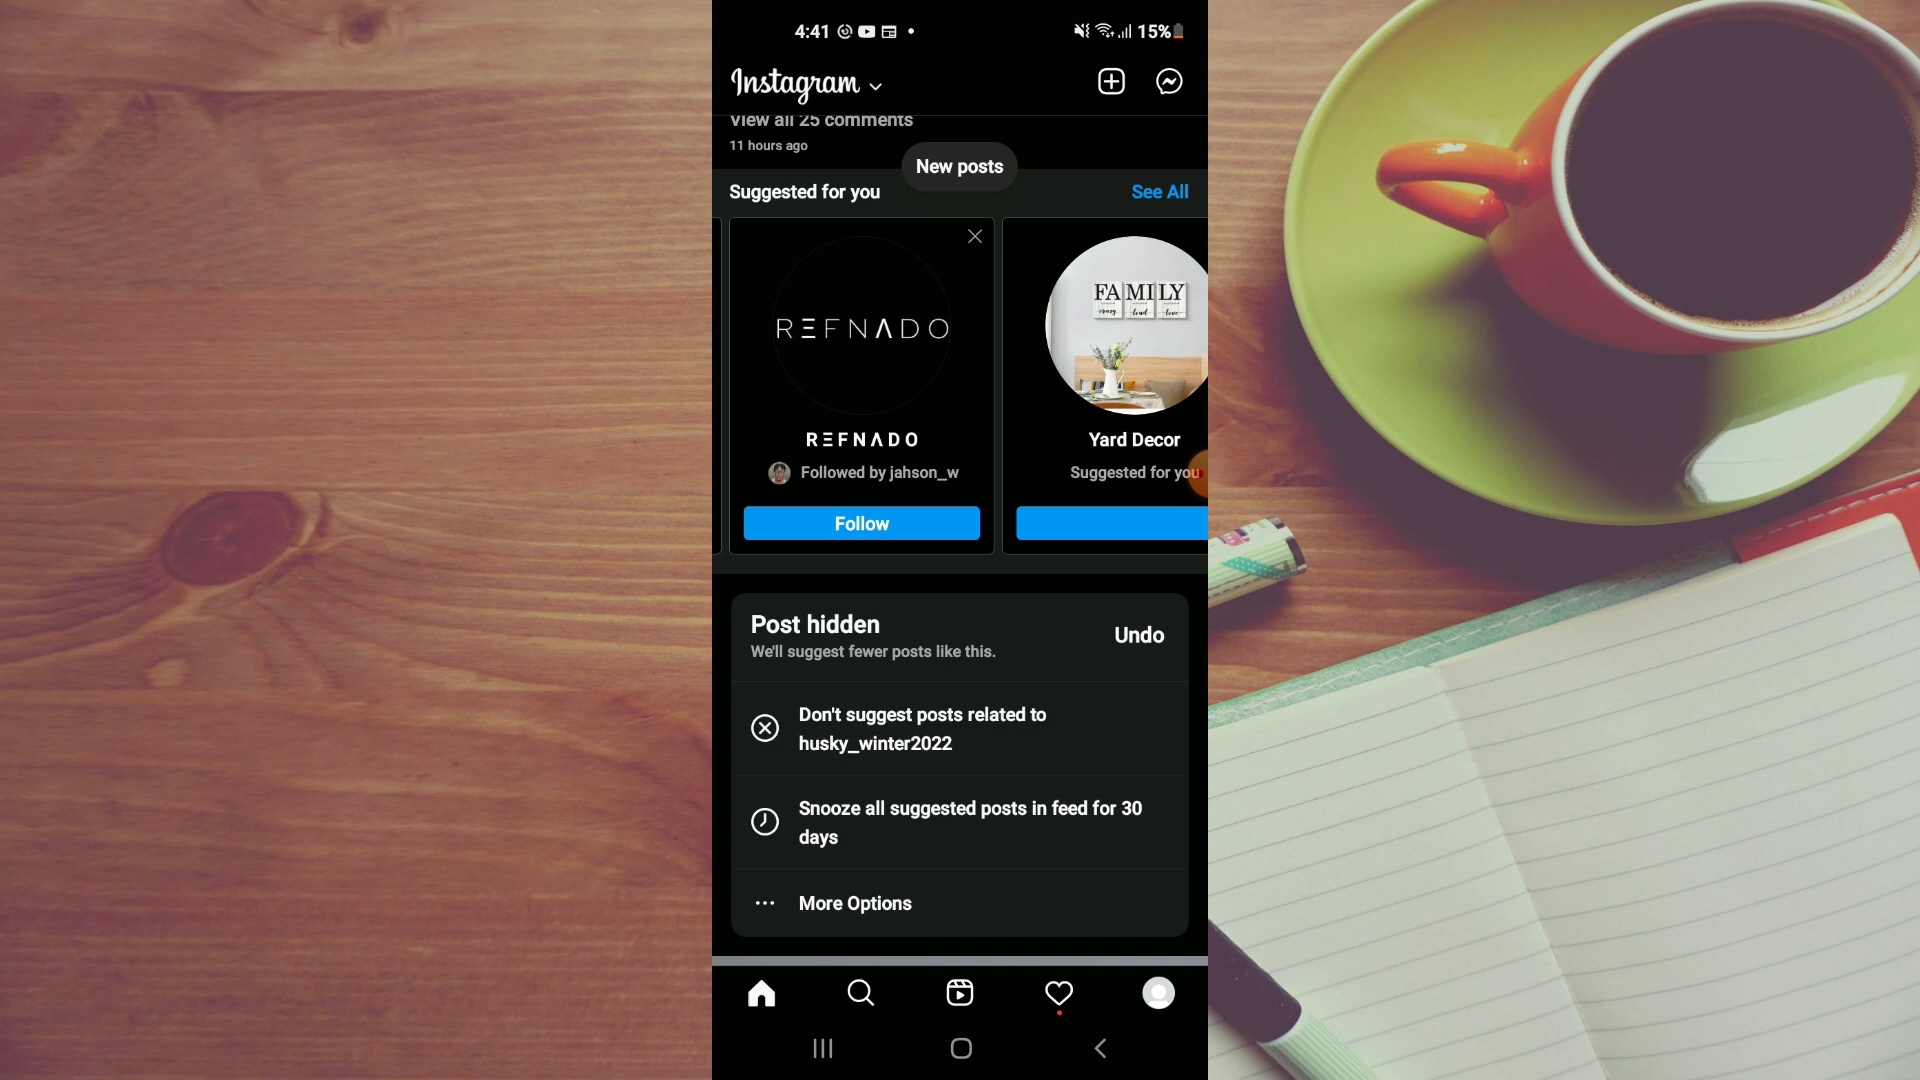 4:41
15%
Instagram
View all 25 comments
11 hours ago
New posts
Suggested for you
See All
REFNADO
FAMILY
crazy loud love
REFNADO
Followed by jahson_w
Follow
Yard Decor
Suggested for you
Post hidden
We'll suggest fewer posts like this.
Undo
Don't suggest posts related to
husky_winter2022
Snooze all suggested posts in feed for 30
days
More Options